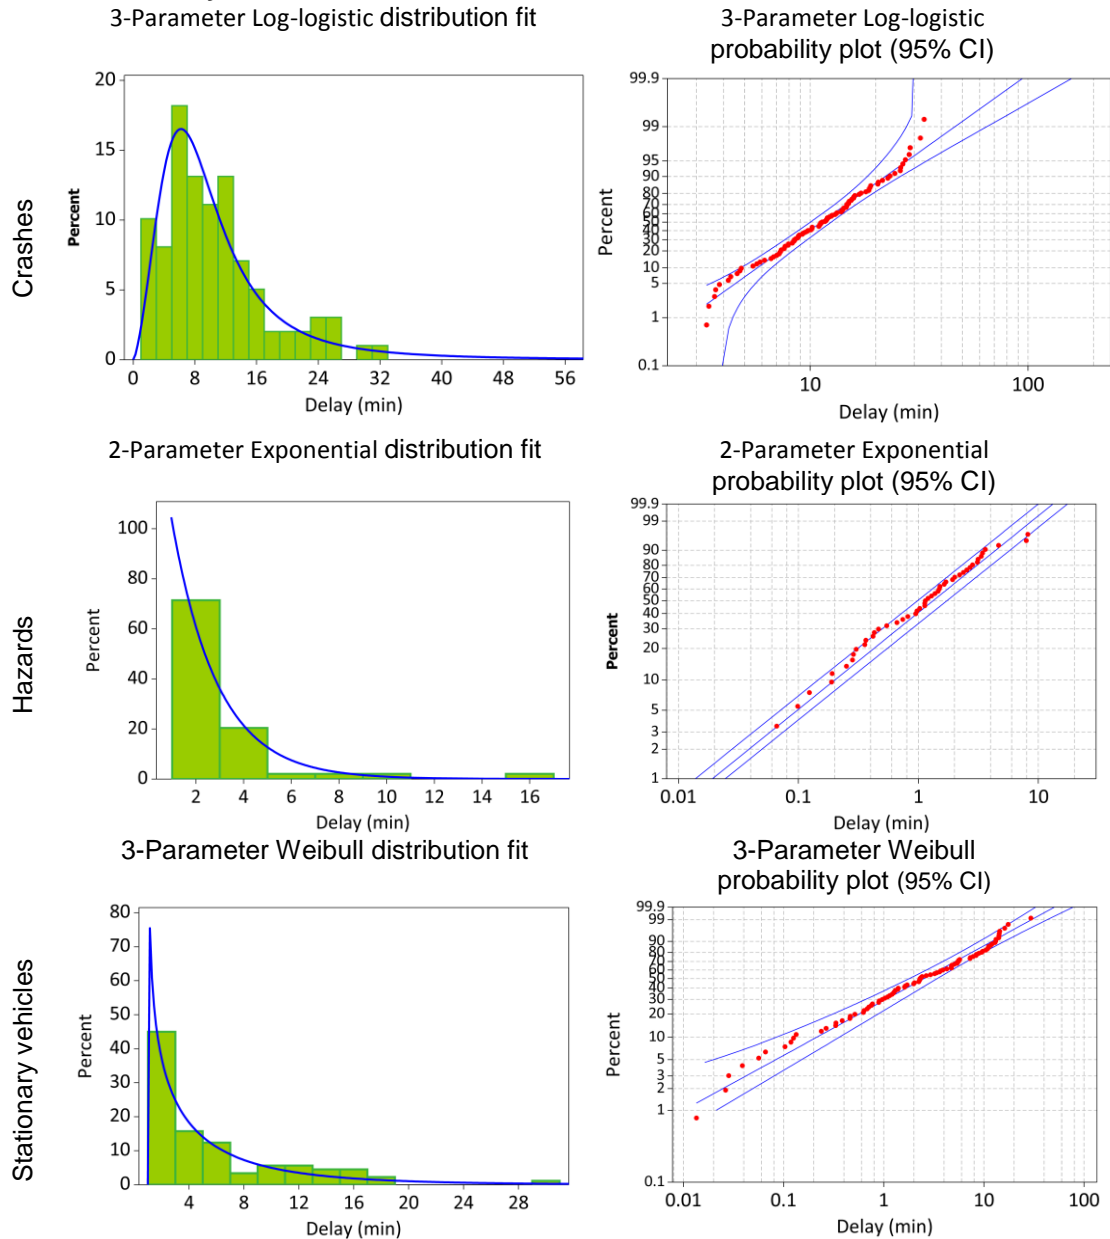 3-Parameter Log-logistic distribution fit
3-Parameter Log-logistic
probability plot (95% CI)
Crashes
Percent
20
15
10
5
0
0 8 16 24 32 40 48 56
Delay (min)
99.9
99
95
90
80
70
60
50
40
30
20
10
5
1
0.1
10 100
Delay (min)
2-Parameter Exponential distribution fit
2-Parameter Exponential
probability plot (95% CI)
Hazards
Percent
100
80
60
40
20
0
2 4 6 8 10 12 14 16
Delay (min)
Percent
99.9
99
90
80
70
60
50
40
30
20
10
5
3
2
1
0.01 0.1 1 10
Delay (min)
3-Parameter Weibull distribution fit
3-Parameter Weibull
probability plot (95% CI)
Stationary vehicles
Percent
80
70
60
50
40
30
20
10
0
4 8 12 16 20 24 28
Delay (min)
Percent
99.9
99
90
80
70
60
50
40
30
20
10
5
3
2
1
0.1
0.01 0.1 1 10 100
Delay (min)